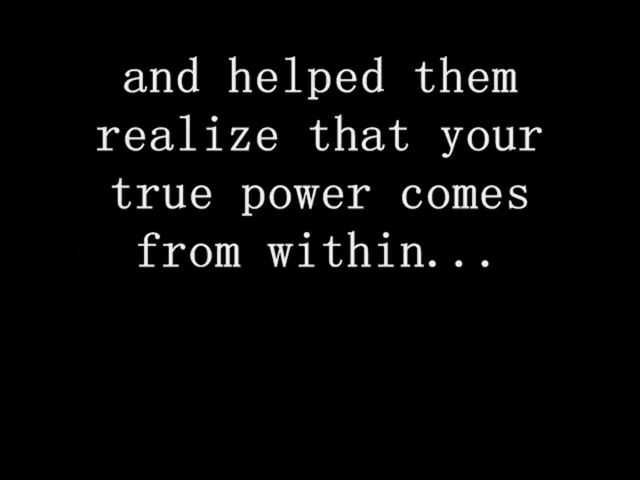 and helped them
realize that your
true power comes
from within...